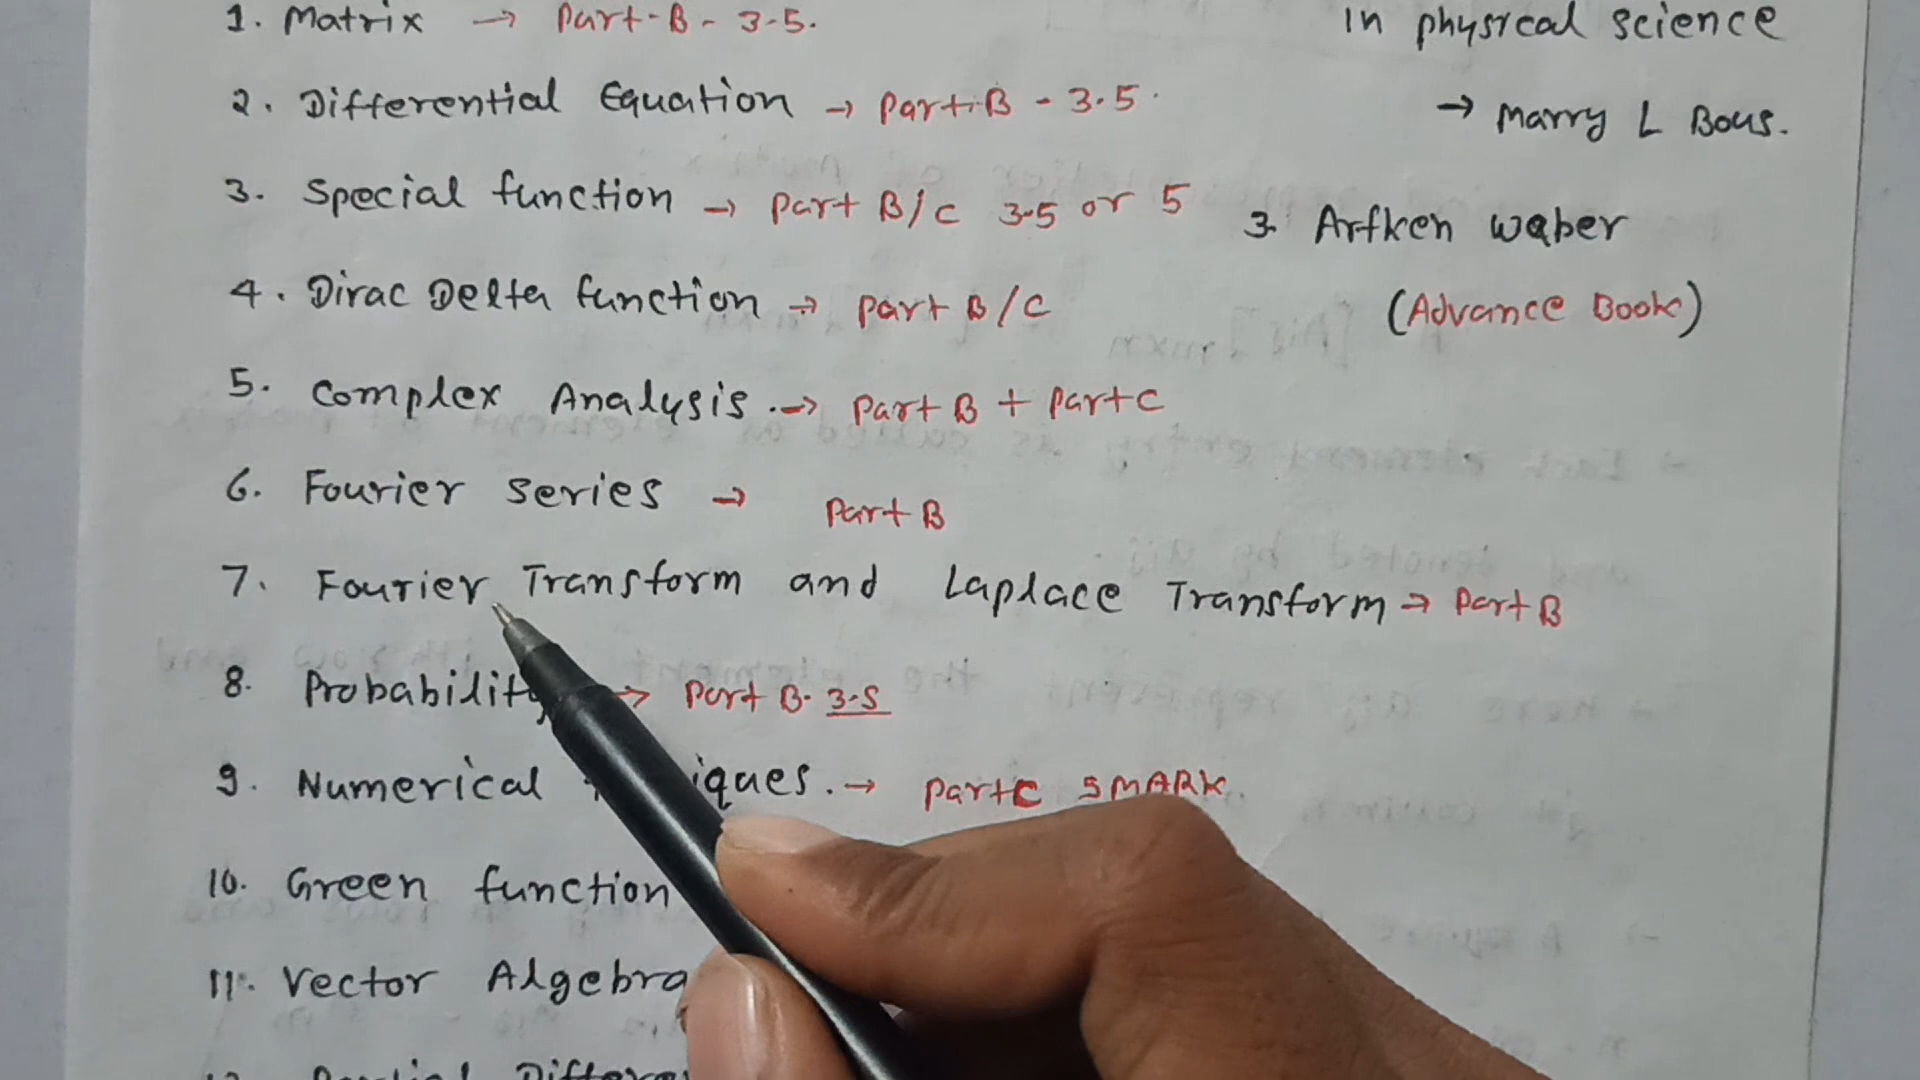 1. Matrix → Part-B - 3-5.
2. Differential Equation → Part-B - 3.5.
3. Special function → Part B/C 3-5 or 5
4. Dirac Delta function → Part B/C
5. Complex Analysis. → Part B + Part C
6. Fourier Series → Part B
7. Fourier Transform and Laplace Transform → Part B
8. Probability → Part B. 3-5
9. Numerical iques. → Part C 5 MARK.
10. Green function
11. Vector Algebra
In physical science
→ Marry L Bous.
3. Arfken waber
(Advance Book)